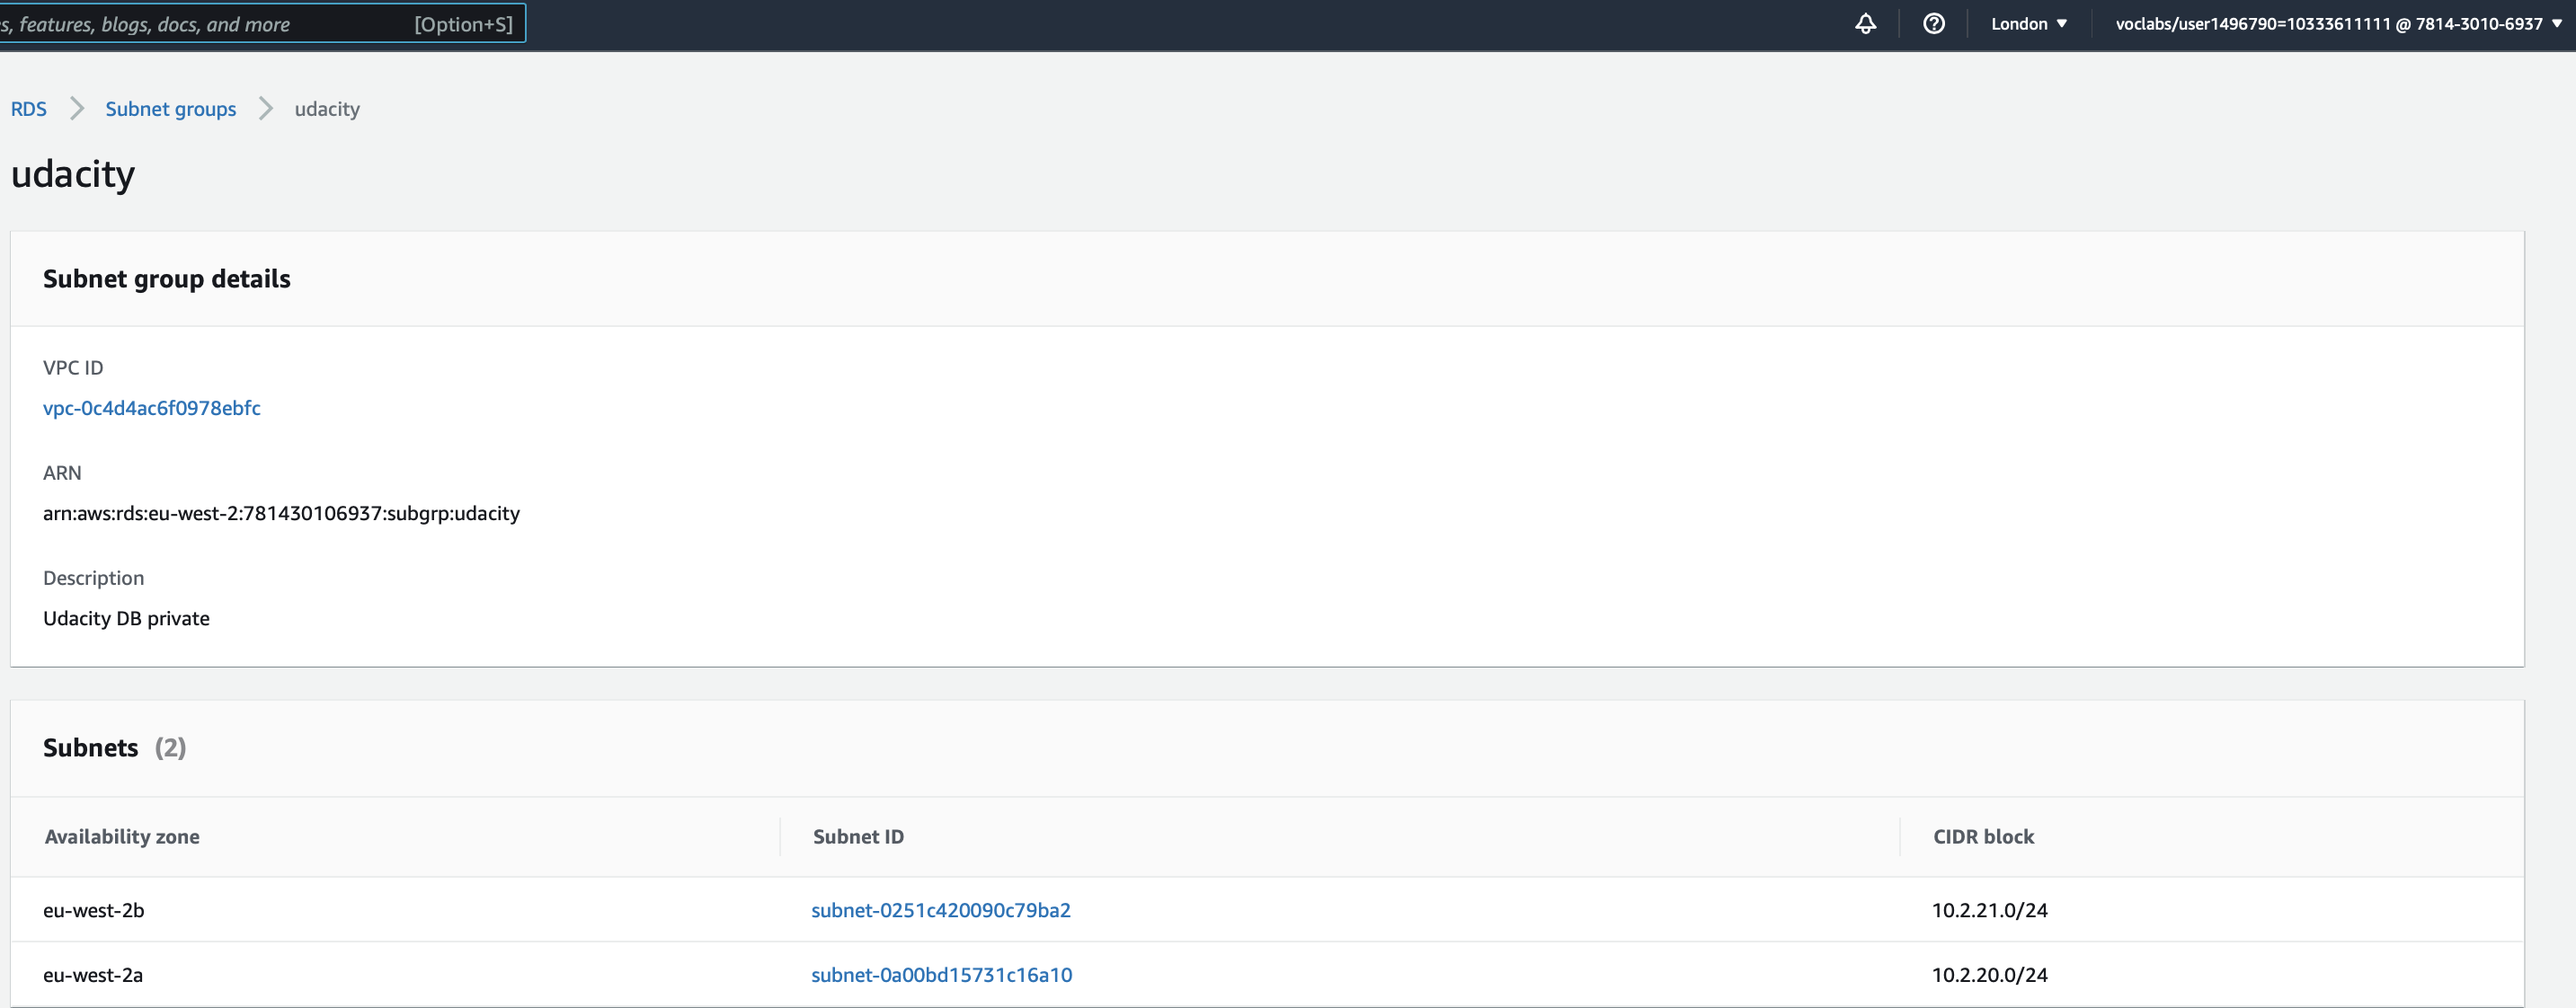 s, features, blogs, docs, and more [Option+S] London voclabs/user1496790=10333611111 @ 7814-3010-6937
RDS Subnet groups udacity
udacity
Subnet group details
VPC ID
vpc-0c4d4ac6f0978ebfc
ARN
arn:aws:rds:eu-west-2:781430106937:subgrp:udacity
Description
Udacity DB private
Subnets (2)
Availability zone Subnet ID CIDR block
eu-west-2b subnet-0251c420090c79ba2 10.2.21.0/24
eu-west-2a subnet-0a00bd15731c16a10 10.2.20.0/24